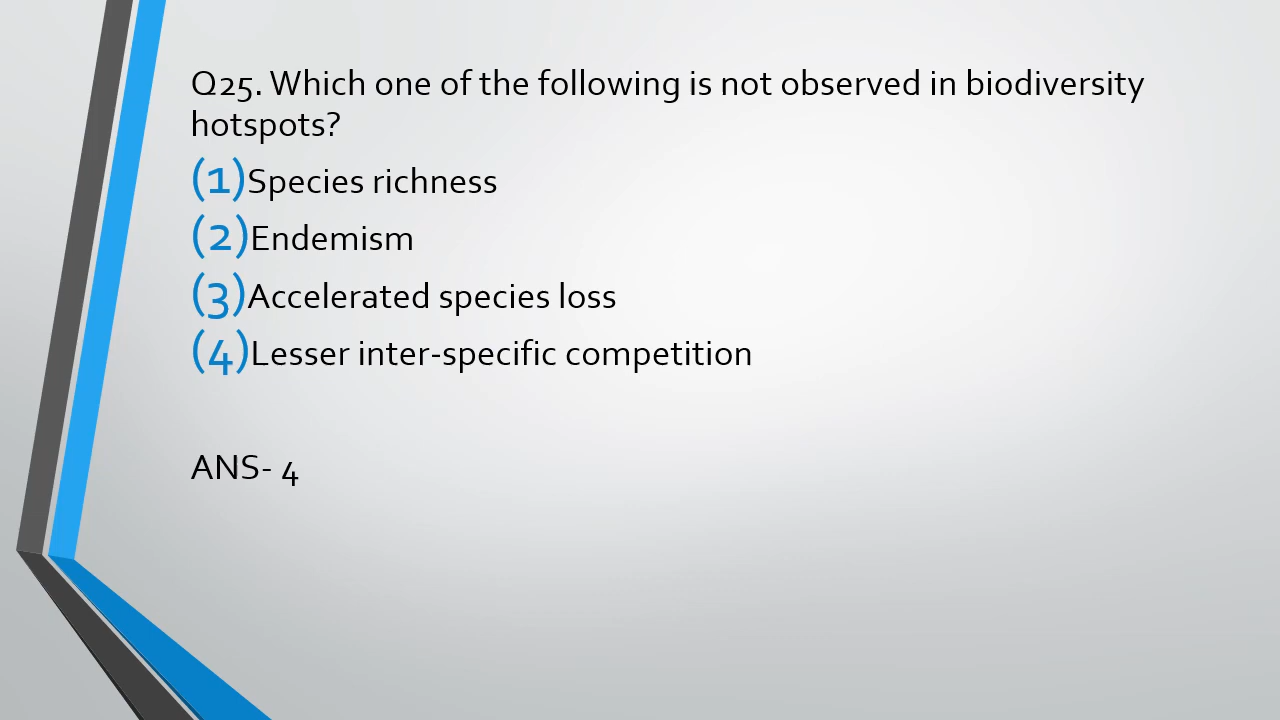 Q25. Which one of the following is not observed in biodiversity
hotspots?
(1)Species richness
(2)Endemism
(3)Accelerated species loss
(4)Lesser inter-specific competition
ANS- 4